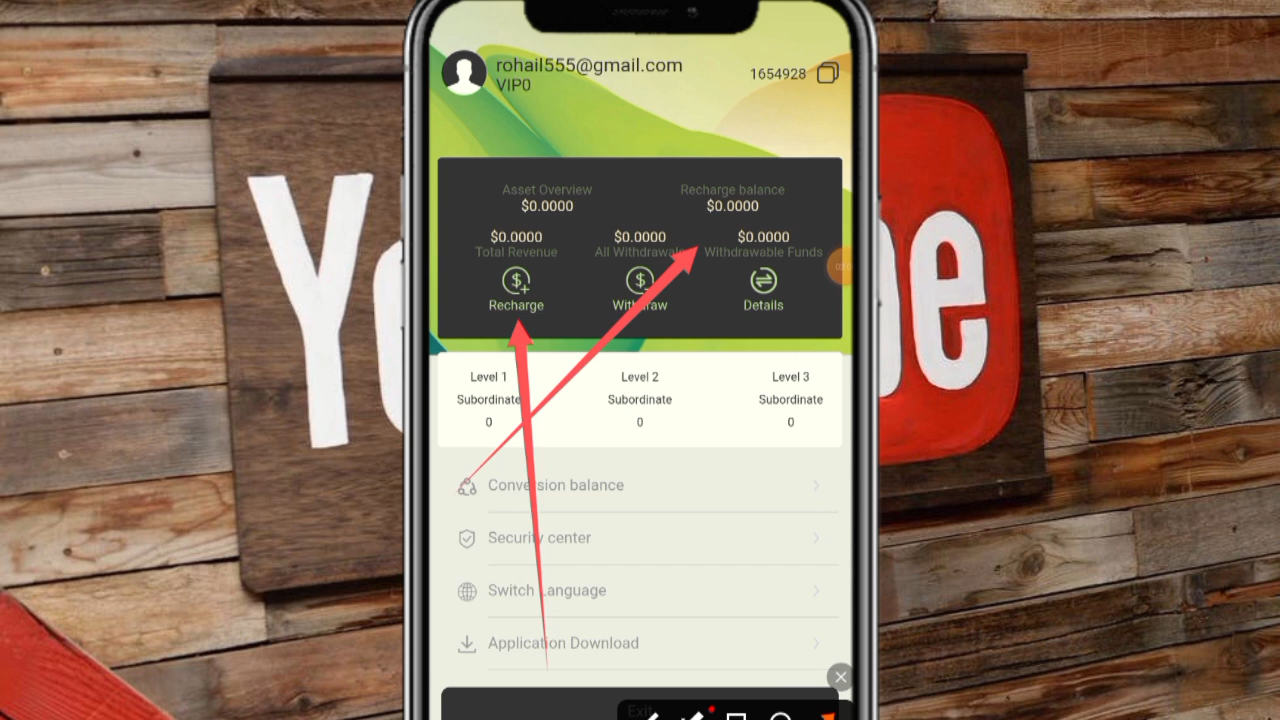 YouTube
rohail555@gmail.com
VIP0
1654928
Asset Overview
$0.0000
Recharge balance
$0.0000
$0.0000
Total Revenue
$0.0000
All Withdrawals
$0.0000
Withdrawable Funds
Recharge
Withdraw
Details
Level 1
Subordinate
0
Level 2
Subordinate
0
Level 3
Subordinate
0
Conversion balance
Security center
Switch Language
Application Download
Exit